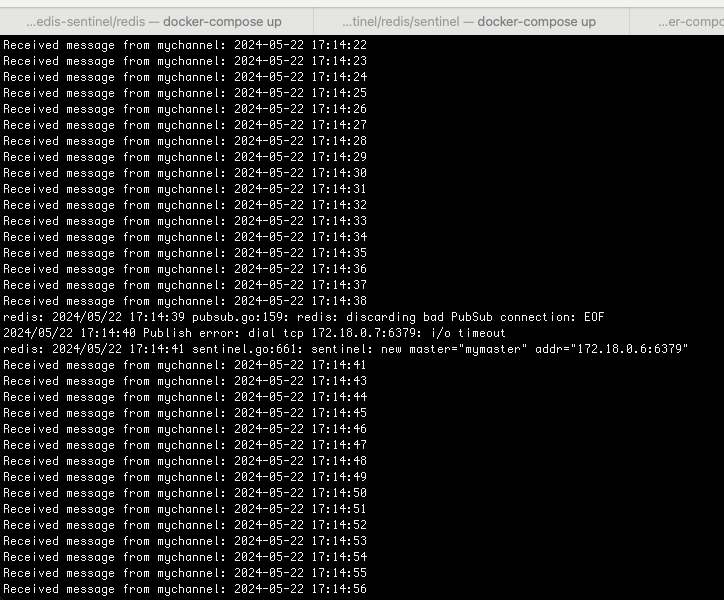 ...edis-sentinel/redis — docker-compose up
...tinel/redis/sentinel — docker-compose up
...er-compo
Received message from mychannel: 2024-05-22 17:14:22
Received message from mychannel: 2024-05-22 17:14:23
Received message from mychannel: 2024-05-22 17:14:24
Received message from mychannel: 2024-05-22 17:14:25
Received message from mychannel: 2024-05-22 17:14:26
Received message from mychannel: 2024-05-22 17:14:27
Received message from mychannel: 2024-05-22 17:14:28
Received message from mychannel: 2024-05-22 17:14:29
Received message from mychannel: 2024-05-22 17:14:30
Received message from mychannel: 2024-05-22 17:14:31
Received message from mychannel: 2024-05-22 17:14:32
Received message from mychannel: 2024-05-22 17:14:33
Received message from mychannel: 2024-05-22 17:14:34
Received message from mychannel: 2024-05-22 17:14:35
Received message from mychannel: 2024-05-22 17:14:36
Received message from mychannel: 2024-05-22 17:14:37
Received message from mychannel: 2024-05-22 17:14:38
redis: 2024/05/22 17:14:39 pubsub.go:159: redis: discarding bad PubSub connection: EOF
2024/05/22 17:14:40 Publish error: dial tcp 172.18.0.7:6379: i/o timeout
redis: 2024/05/22 17:14:41 sentinel.go:661: sentinel: new master="mymaster" addr="172.18.0.6:6379"
Received message from mychannel: 2024-05-22 17:14:41
Received message from mychannel: 2024-05-22 17:14:43
Received message from mychannel: 2024-05-22 17:14:44
Received message from mychannel: 2024-05-22 17:14:45
Received message from mychannel: 2024-05-22 17:14:46
Received message from mychannel: 2024-05-22 17:14:47
Received message from mychannel: 2024-05-22 17:14:48
Received message from mychannel: 2024-05-22 17:14:49
Received message from mychannel: 2024-05-22 17:14:50
Received message from mychannel: 2024-05-22 17:14:51
Received message from mychannel: 2024-05-22 17:14:52
Received message from mychannel: 2024-05-22 17:14:53
Received message from mychannel: 2024-05-22 17:14:54
Received message from mychannel: 2024-05-22 17:14:55
Received message from mychannel: 2024-05-22 17:14:56